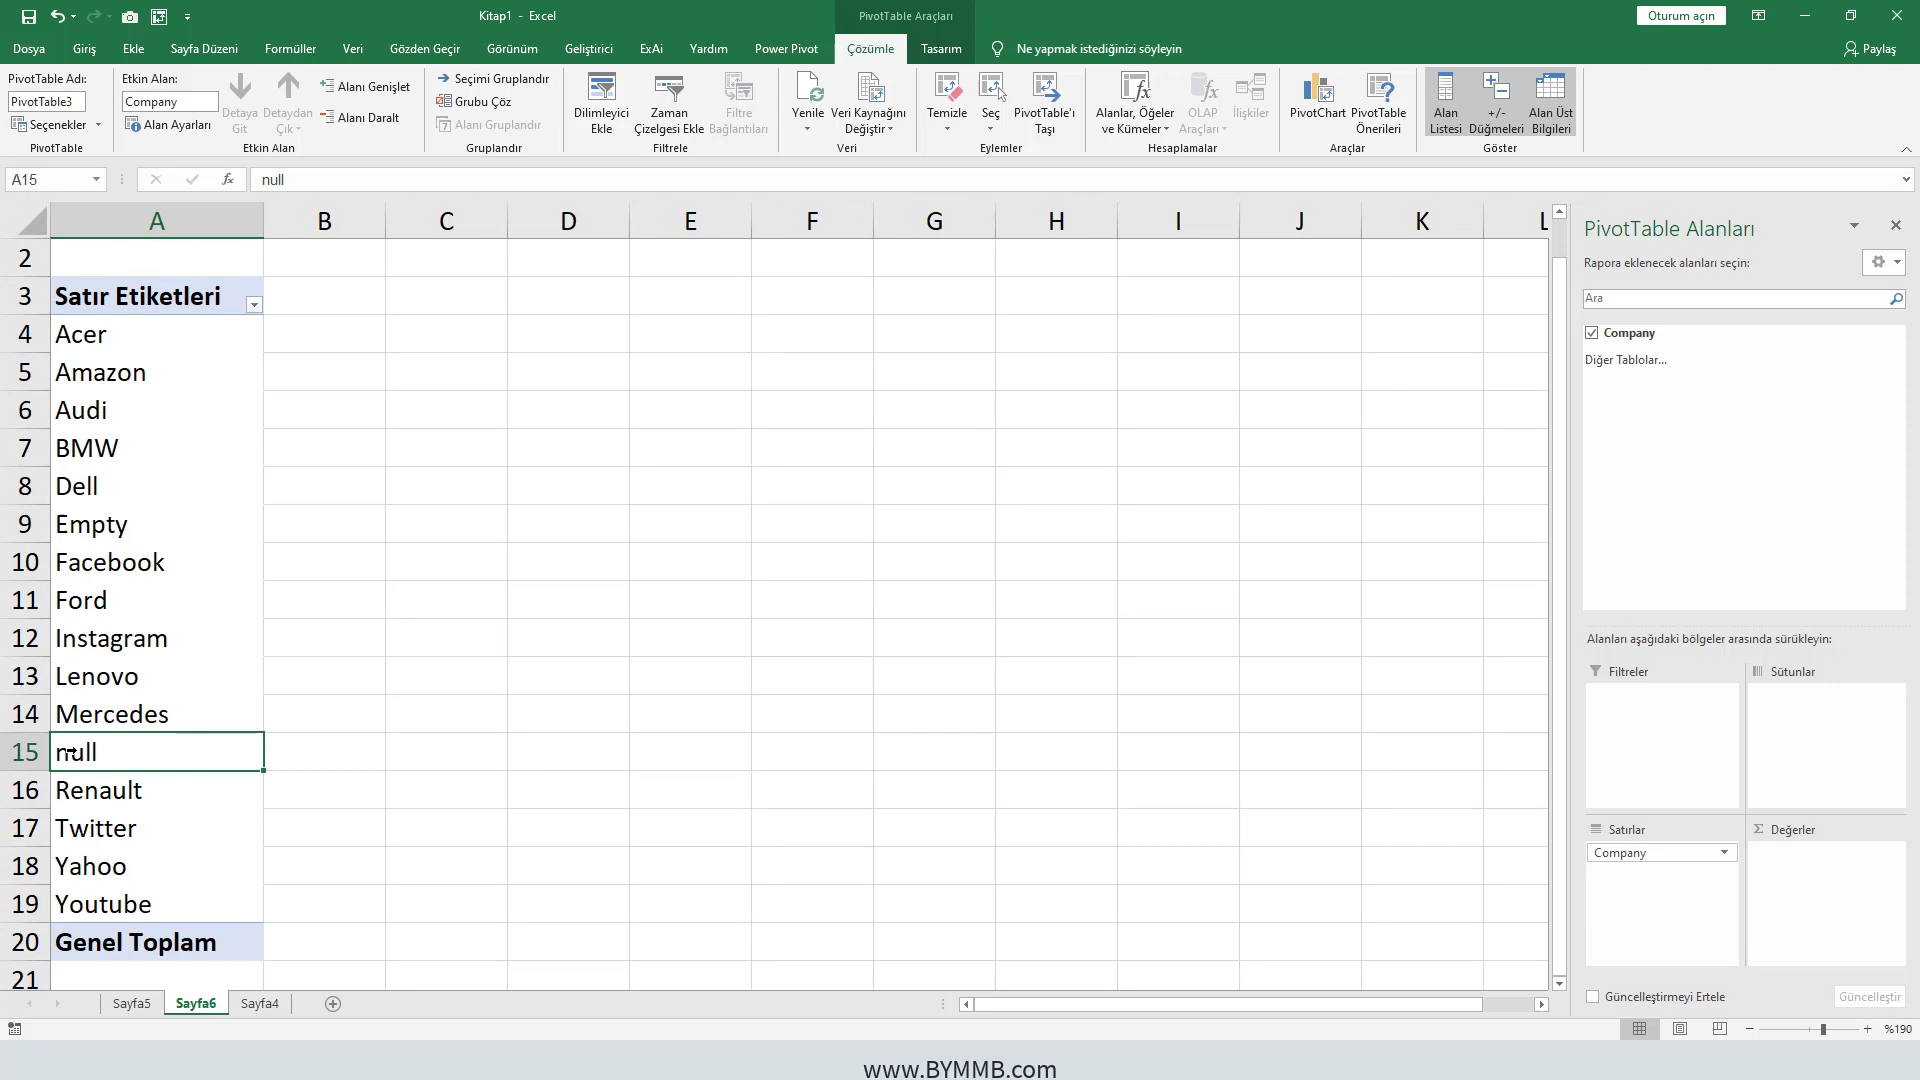 Kitap1 - Excel
PivotTable Araçları
Oturum açın
Dosya
Giriş
Ekle
Sayfa Düzeni
Formüller
Veri
Gözden Geçir
Görünüm
Geliştirici
ExAi
Yardım
Power Pivot
Çözümle
Tasarım
Ne yapmak istediğinizi söyleyin
Paylaş
PivotTable Adı:
PivotTable3
Seçenekler
PivotTable
Etkin Alan:
Company
Alan Ayarları
Detaya
Git
Detaydan
Çık
Alanı Genişlet
Alanı Daralt
Etkin Alan
Seçimi Gruplandır
Grubu Çöz
Alanı Gruplandır
Gruplandır
Dilimleyici
Ekle
Zaman
Çizelgesi Ekle
Filtre
Bağlantıları
Filtrele
Yenile
Veri Kaynağını
Değiştir
Veri
Temizle
Seç
PivotTable'ı
Taşı
Eylemler
Alanlar, Öğeler
ve Kümeler
OLAP
Araçları
İlişkiler
Hesaplamalar
PivotChart
PivotTable
Önerileri
Araçlar
Alan
Listesi
+/-
Düğmeleri
Alan Üst
Bilgileri
Göster
A15
fx
null
A B C D E F G H I J K L
2
3 Satır Etiketleri
4 Acer
5 Amazon
6 Audi
7 BMW
8 Dell
9 Empty
10 Facebook
11 Ford
12 Instagram
13 Lenovo
14 Mercedes
15 null
16 Renault
17 Twitter
18 Yahoo
19 Youtube
20 Genel Toplam
21
PivotTable Alanları
Rapora eklenecek alanları seçin:
Ara
Company
Diğer Tablolar...
Alanları aşağıdaki bölgeler arasında sürükleyin:
Filtreler
Sütunlar
Satırlar
Σ Değerler
Company
Güncelleştirmeyi Ertele
Güncelleştir
Sayfa5
Sayfa6
Sayfa4
%190
www.BYMMB.com